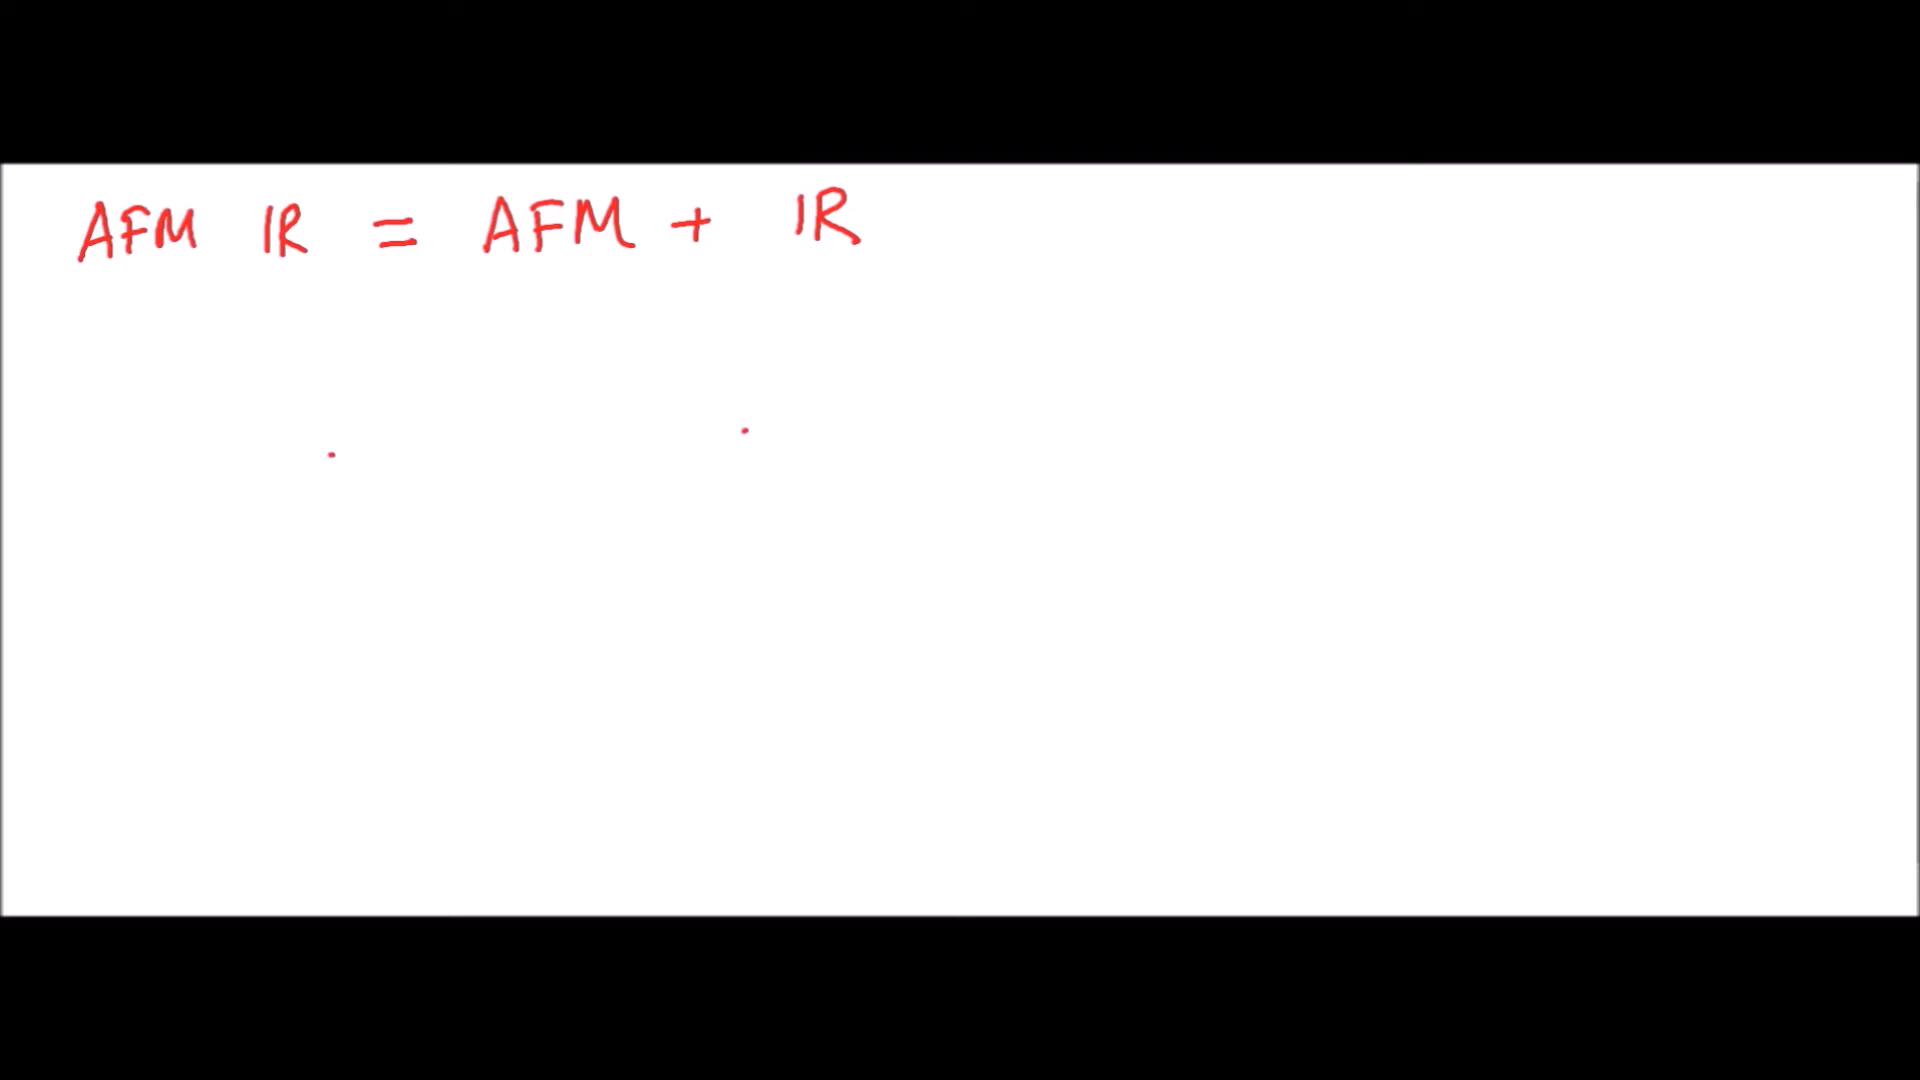 AFM IR = AFM + IR